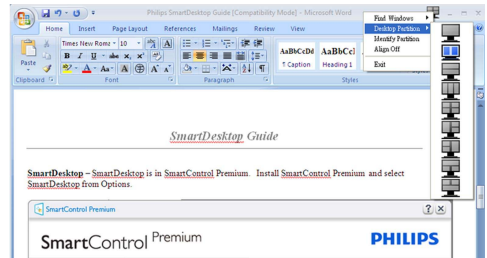 Philips SmartDesktop Guide [Compatibility Mode] - Microsoft Word
Find Windows
Desktop Partition
Identify Partition
Align Off
Exit
Home Insert Page Layout References Mailings Review View
Paste
Times New Roma 10
B I U abe x, x' Aa A
AaBbCcDd AaBbCcI
¶ Caption Heading 1
Clipboard Font Paragraph Styles
SmartDesktop Guide
SmartDesktop – SmartDesktop is in SmartControl Premium. Install SmartControl Premium and select
SmartDesktop from Options.
SmartControl Premium
SmartControl Premium
PHILIPS